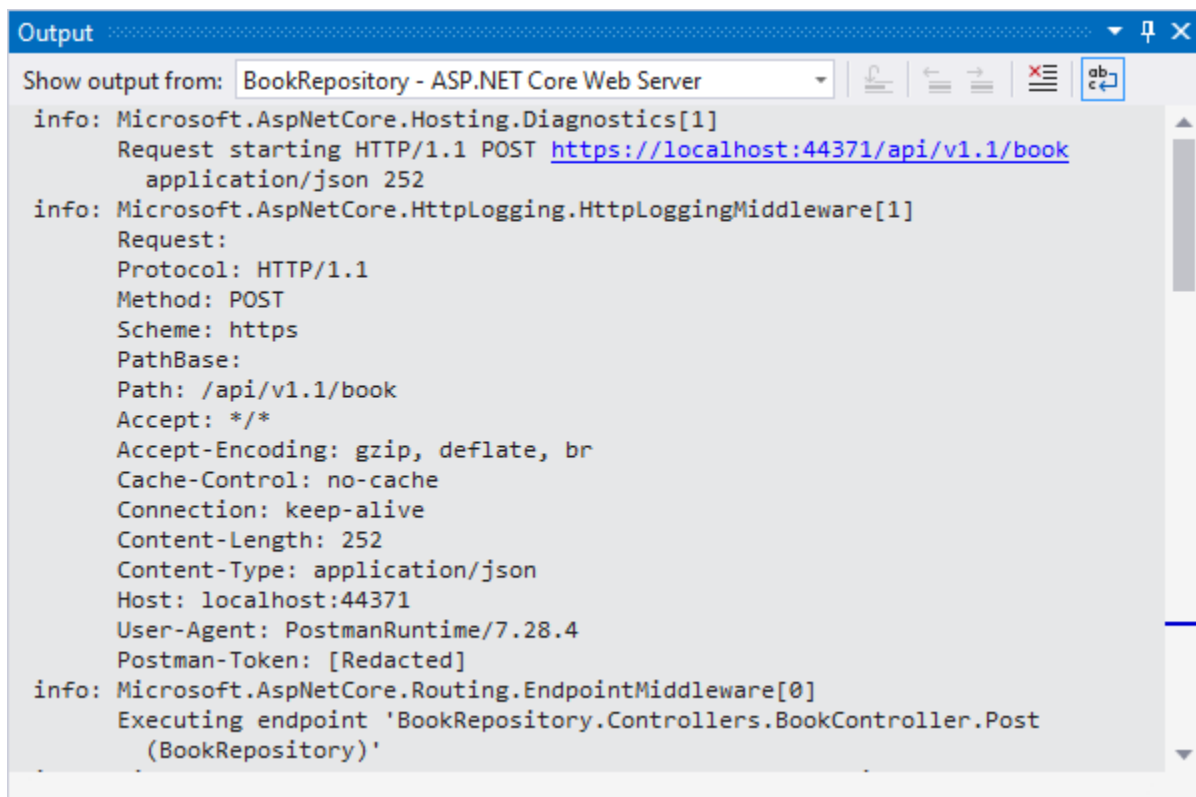 Output
Show output from: BookRepository - ASP.NET Core Web Server
info: Microsoft.AspNetCore.Hosting.Diagnostics[1]
Request starting HTTP/1.1 POST https://localhost:44371/api/v1.1/book
application/json 252
info: Microsoft.AspNetCore.HttpLogging.HttpLoggingMiddleware[1]
Request:
Protocol: HTTP/1.1
Method: POST
Scheme: https
PathBase:
Path: /api/v1.1/book
Accept: */*
Accept-Encoding: gzip, deflate, br
Cache-Control: no-cache
Connection: keep-alive
Content-Length: 252
Content-Type: application/json
Host: localhost:44371
User-Agent: PostmanRuntime/7.28.4
Postman-Token: [Redacted]
info: Microsoft.AspNetCore.Routing.EndpointMiddleware[0]
Executing endpoint 'BookRepository.Controllers.BookController.Post
(BookRepository)'